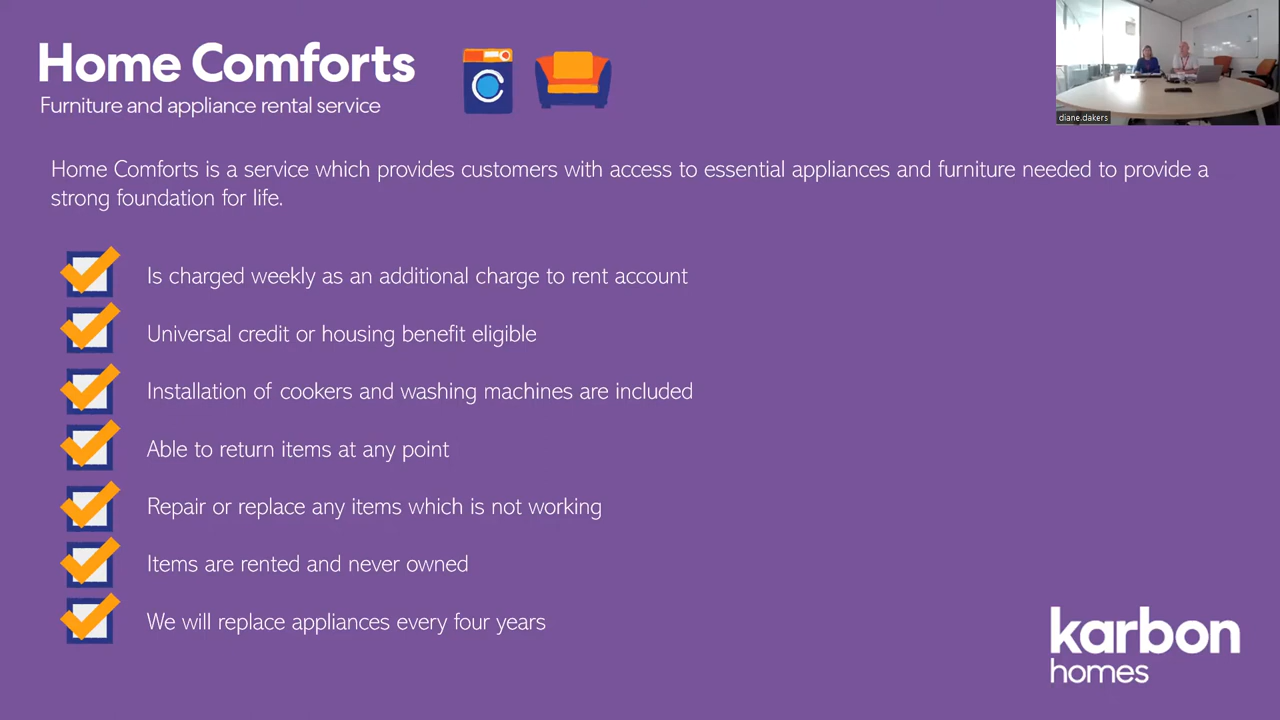 Home Comforts
Furniture and appliance rental service
diane.dakers
Home Comforts is a service which provides customers with access to essential appliances and furniture needed to provide a
strong foundation for life.
Is charged weekly as an additional charge to rent account
Universal credit or housing benefit eligible
Installation of cookers and washing machines are included
Able to return items at any point
Repair or replace any items which is not working
Items are rented and never owned
We will replace appliances every four years
karbon
homes